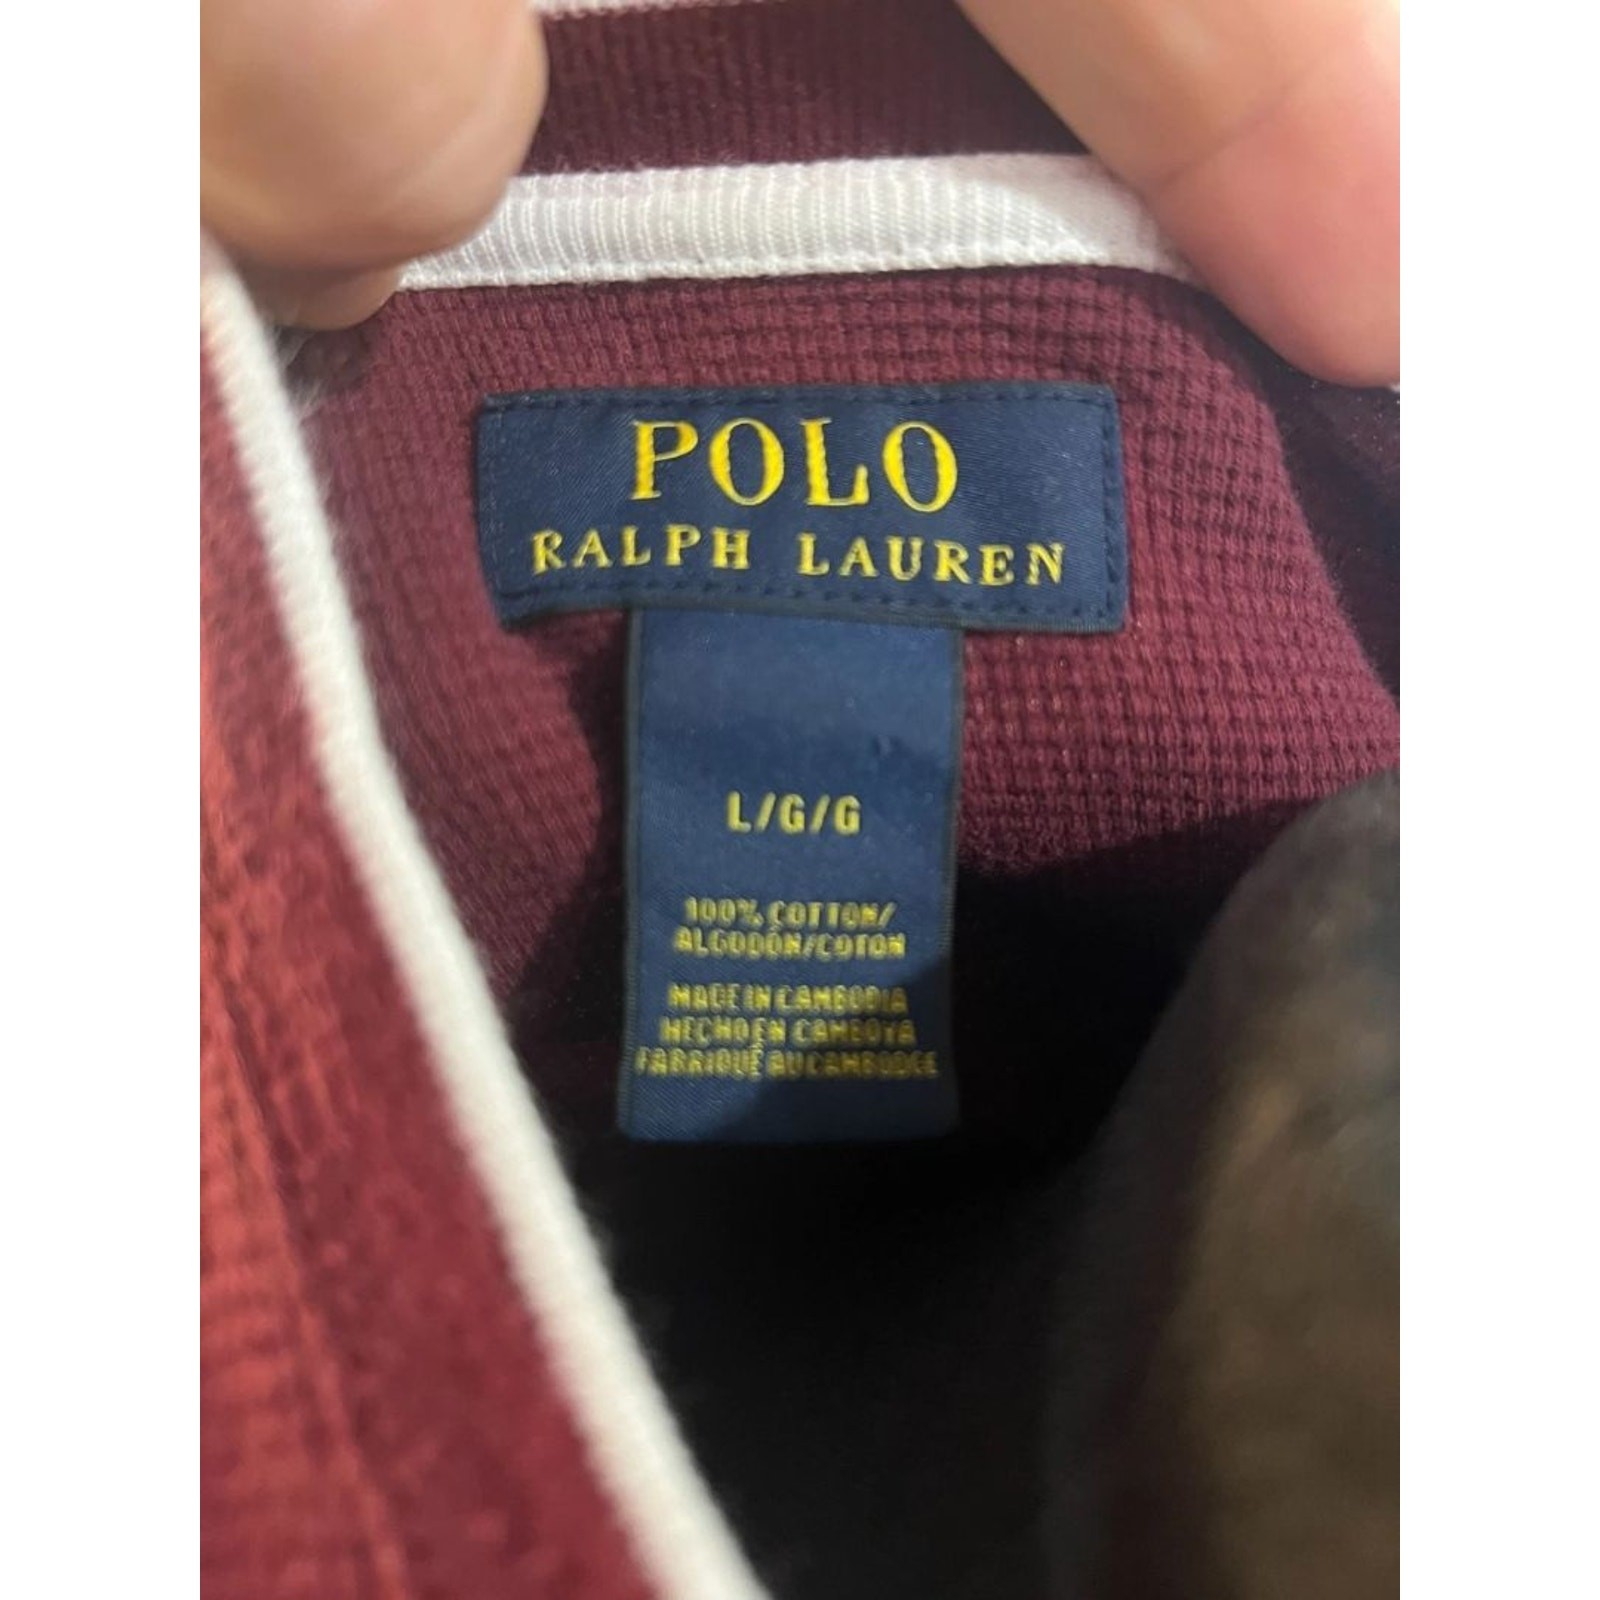 POLO
RALPH LAUREN
L/G/G
100% COTTON/
ALGODÓN/COTON
MADE IN CAMBODIA
HECHO EN CAMBOYA
FABRIQUÉ AU CAMBODGE